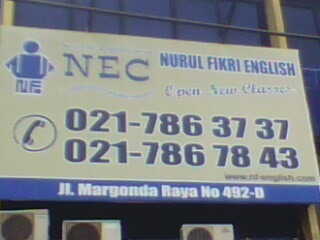 NEC NURUL FIKRI ENGLISH
Open New Classes!
NF
021-786 37 37
021-786 78 43
www.nf-english.com
Jl. Margonda Raya No 492-D